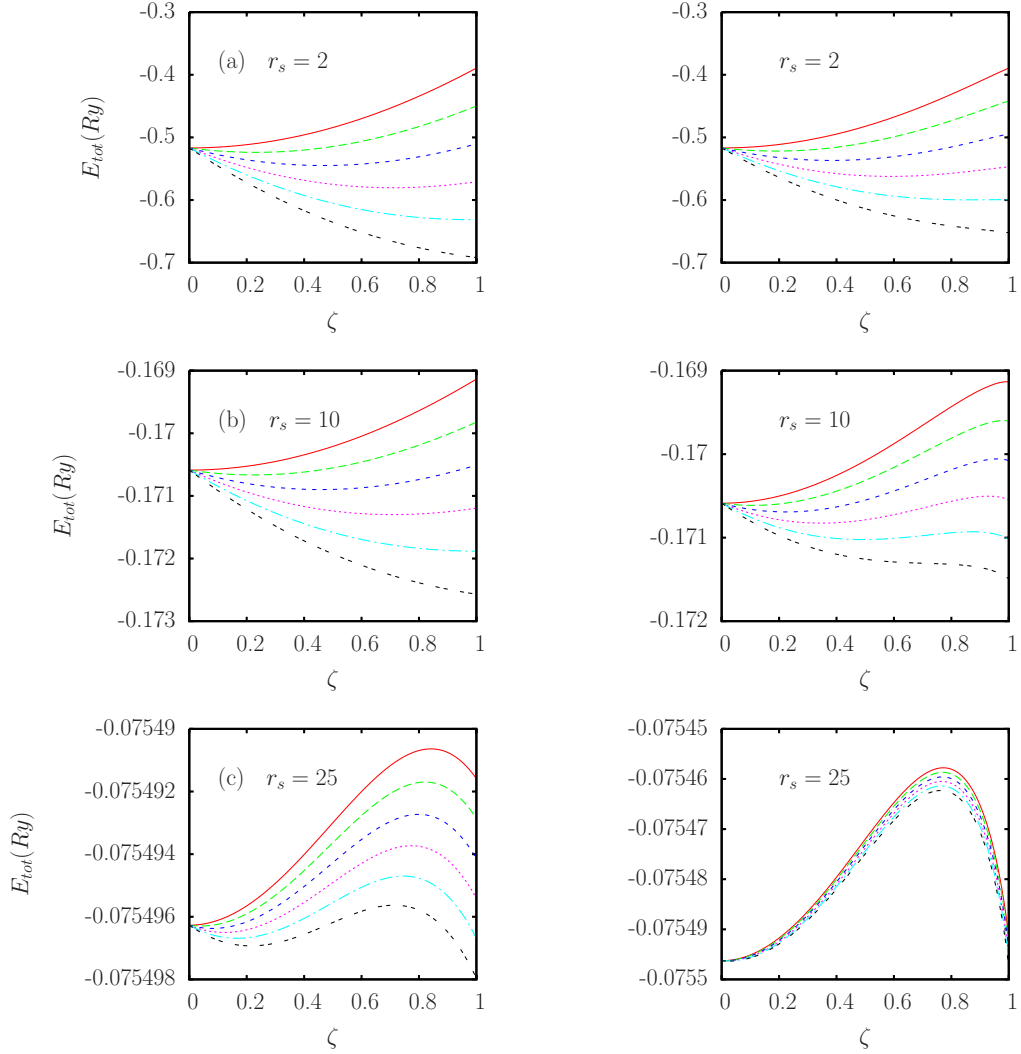 -0.3
-0.4
-0.5
-0.6
-0.7
0 0.2 0.4 0.6 0.8 1
(a) r_s = 2
E_tot(Ry)
ζ
-0.3
-0.4
-0.5
-0.6
-0.7
0 0.2 0.4 0.6 0.8 1
r_s = 2
ζ
-0.169
-0.17
-0.171
-0.172
-0.173
0 0.2 0.4 0.6 0.8 1
(b) r_s = 10
E_tot(Ry)
ζ
-0.169
-0.17
-0.171
-0.172
0 0.2 0.4 0.6 0.8 1
r_s = 10
ζ
-0.07549
-0.075492
-0.075494
-0.075496
-0.075498
0 0.2 0.4 0.6 0.8 1
(c) r_s = 25
E_tot(Ry)
ζ
-0.07545
-0.07546
-0.07547
-0.07548
-0.07549
-0.0755
0 0.2 0.4 0.6 0.8 1
r_s = 25
ζ